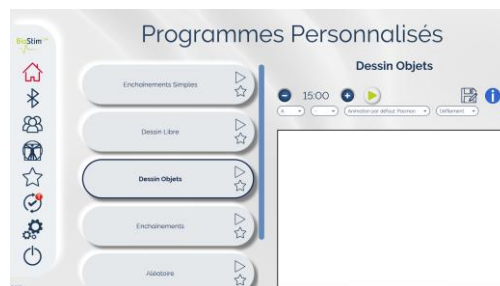 BioStim
Programmes Personnalisés
Dessin Objets
Enchaînements Simples
15:00
A
-
Animation par défaut: Pacman
Défilement
Dessin Libre
Dessin Objets
Enchaînements
Aléatoire